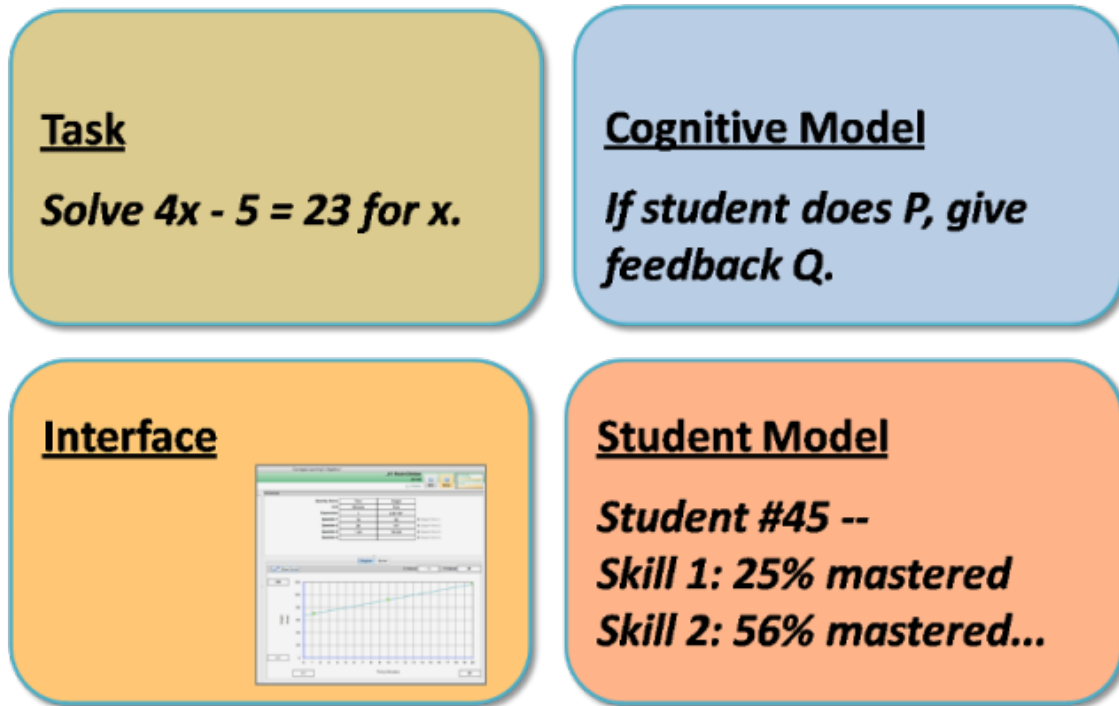 Task
Solve 4x - 5 = 23 for x.
Cognitive Model
If student does P, give
feedback Q.
Interface
Student Model
Student #45 --
Skill 1: 25% mastered
Skill 2: 56% mastered...